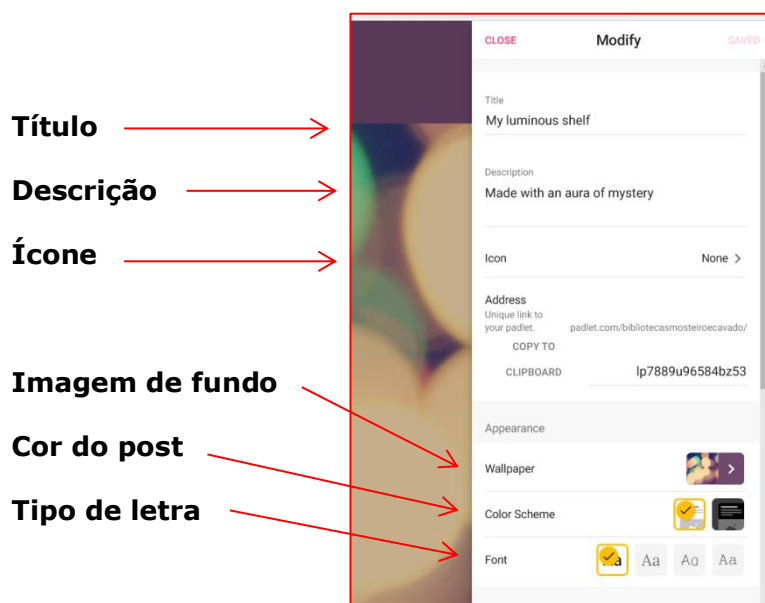 Título
Descrição
Ícone
Imagem de fundo
Cor do post
Tipo de letra
CLOSE Modify SAVED
Title
My luminous shelf
Description
Made with an aura of mystery
Icon None >
Address
Unique link to
your padlet. padlet.com/bibliotecasmosteiroecavado/
COPY TO
CLIPBOARD lp7889u96584bz53
Appearance
Wallpaper
Color Scheme
Font Aa Aa Aa